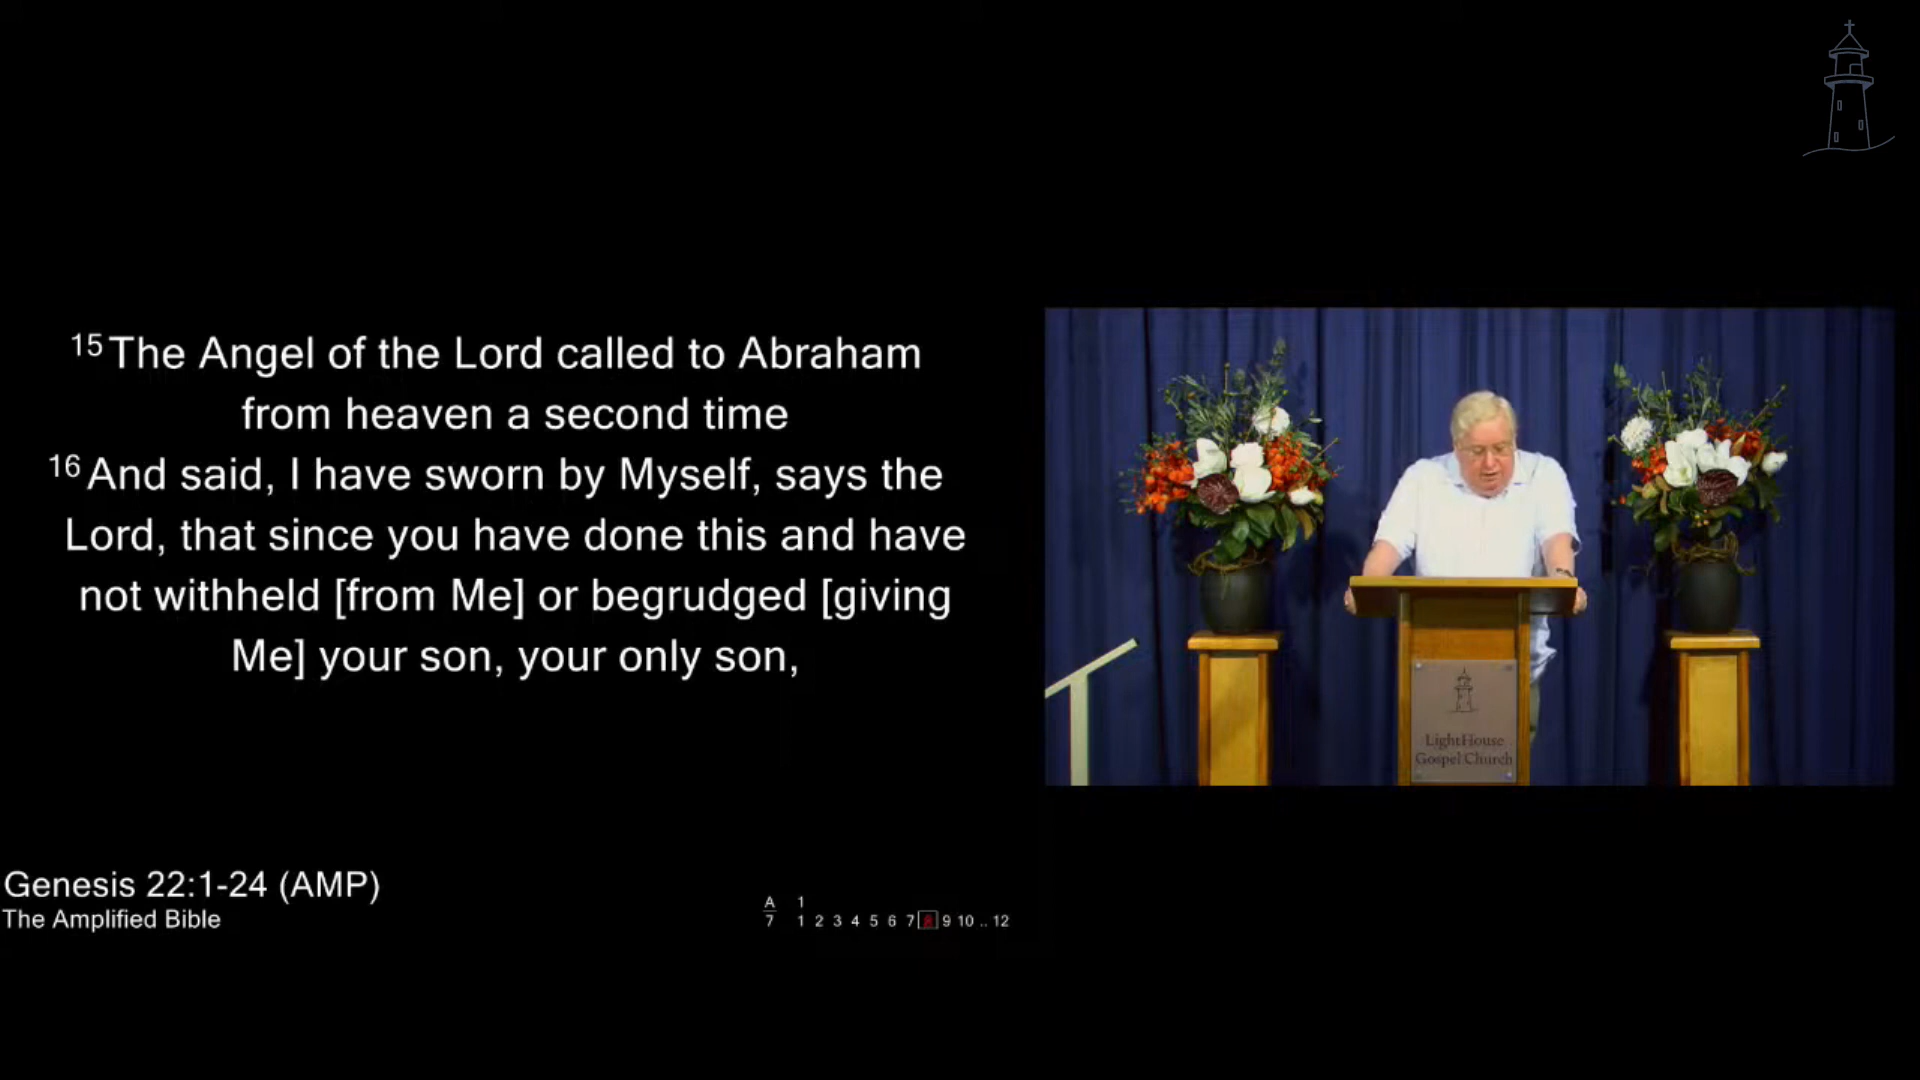 15 The Angel of the Lord called to Abraham
from heaven a second time
16 And said, I have sworn by Myself, says the
Lord, that since you have done this and have
not withheld [from Me] or begrudged [giving
Me] your son, your only son,
Genesis 22:1-24 (AMP)
The Amplified Bible
A 1
7 1 2 3 4 5 6 7 8 9 10 .. 12
LightHouse
Gospel Church